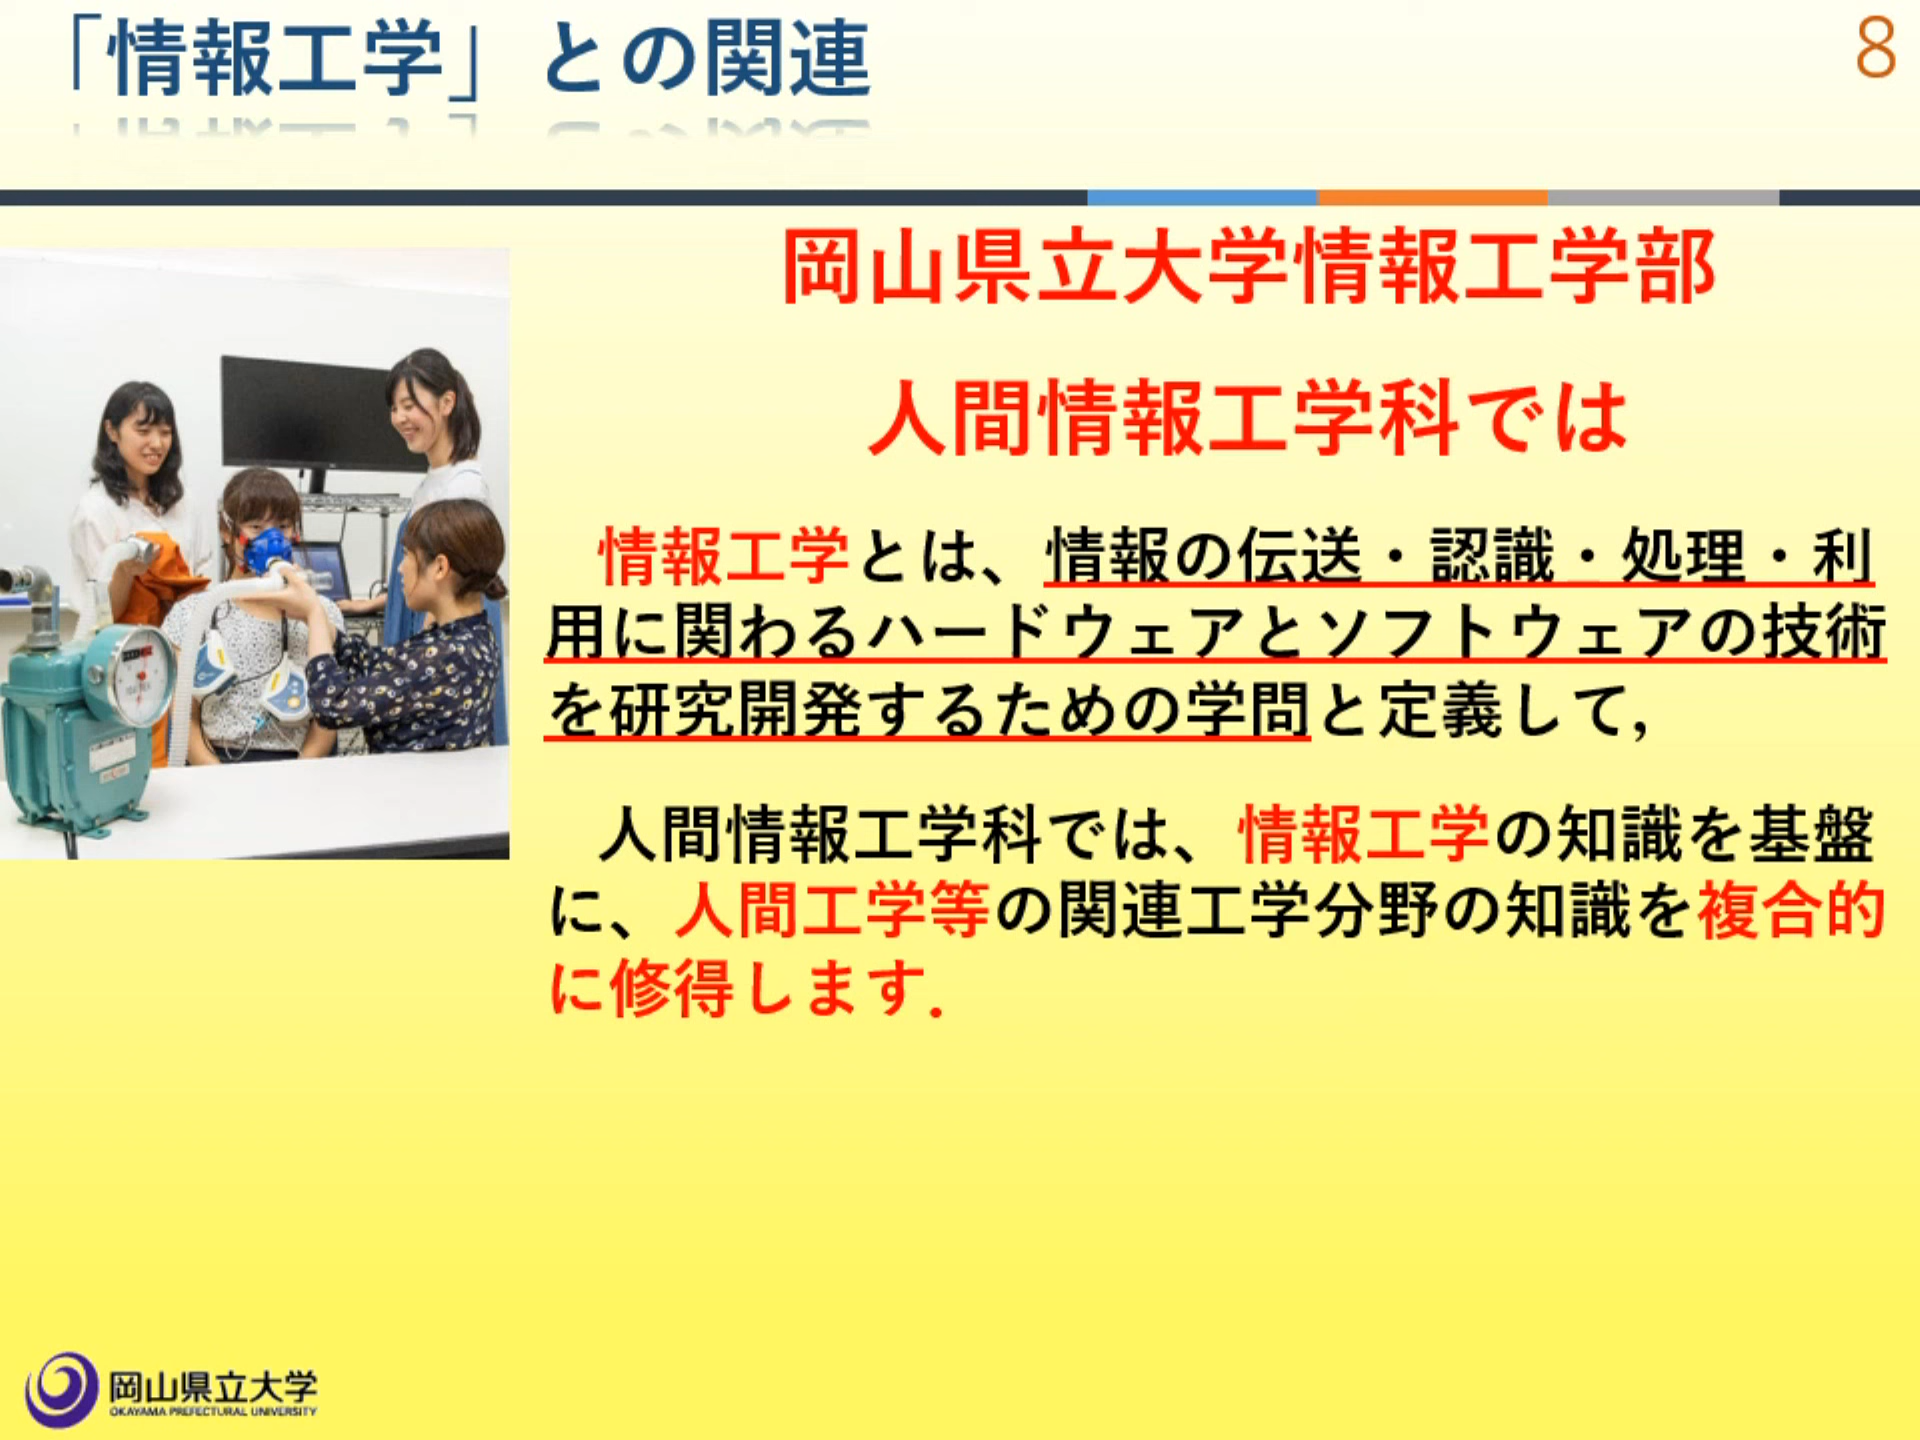 「情報工学」との関連
8
岡山県立大学情報工学部
人間情報工学科では
情報工学とは、情報の伝送・認識・処理・利
用に関わるハードウェアとソフトウェアの技術
を研究開発するための学問と定義して,
人間情報工学科では、情報工学の知識を基盤
に、人間工学等の関連工学分野の知識を複合的
に修得します.
岡山県立大学
OKAYAMA PREFECTURAL UNIVERSITY